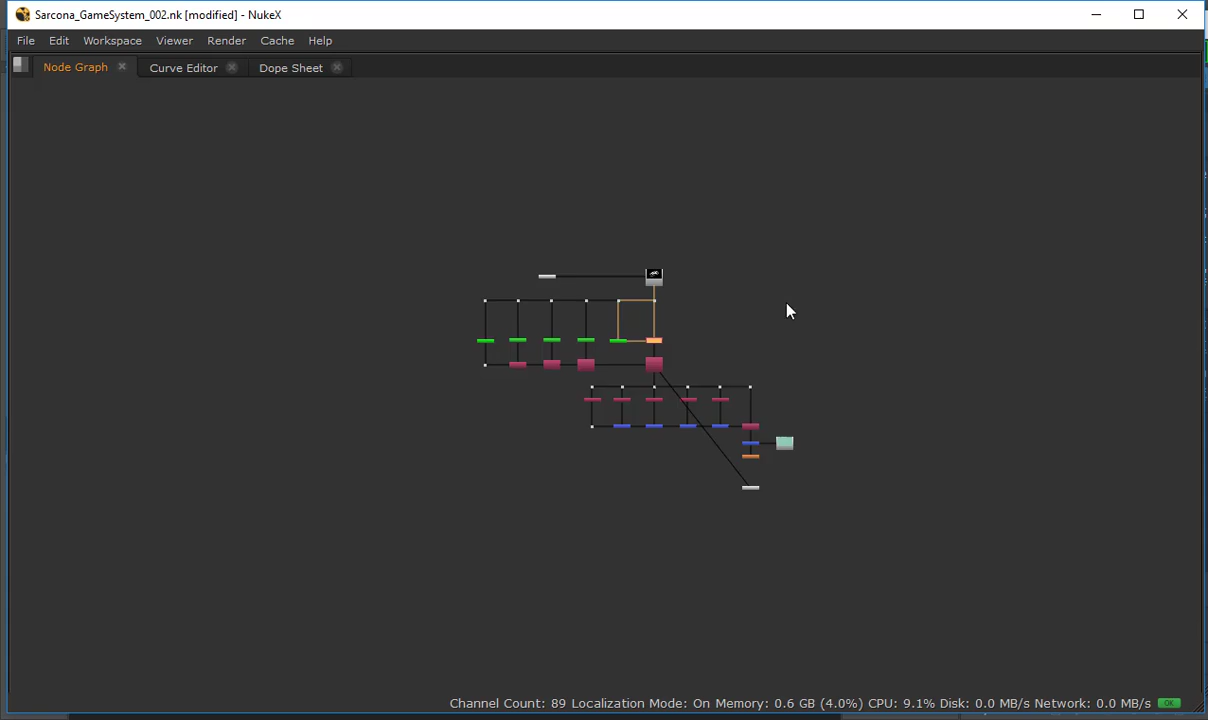 Sarcona_GameSystem_002.nk [modified] - NukeX
File Edit Workspace Viewer Render Cache Help
Node Graph Curve Editor Dope Sheet
Channel Count: 89 Localization Mode: On Memory: 0.6 GB (4.0%) CPU: 9.1% Disk: 0.0 MB/s Network: 0.0 MB/s OK